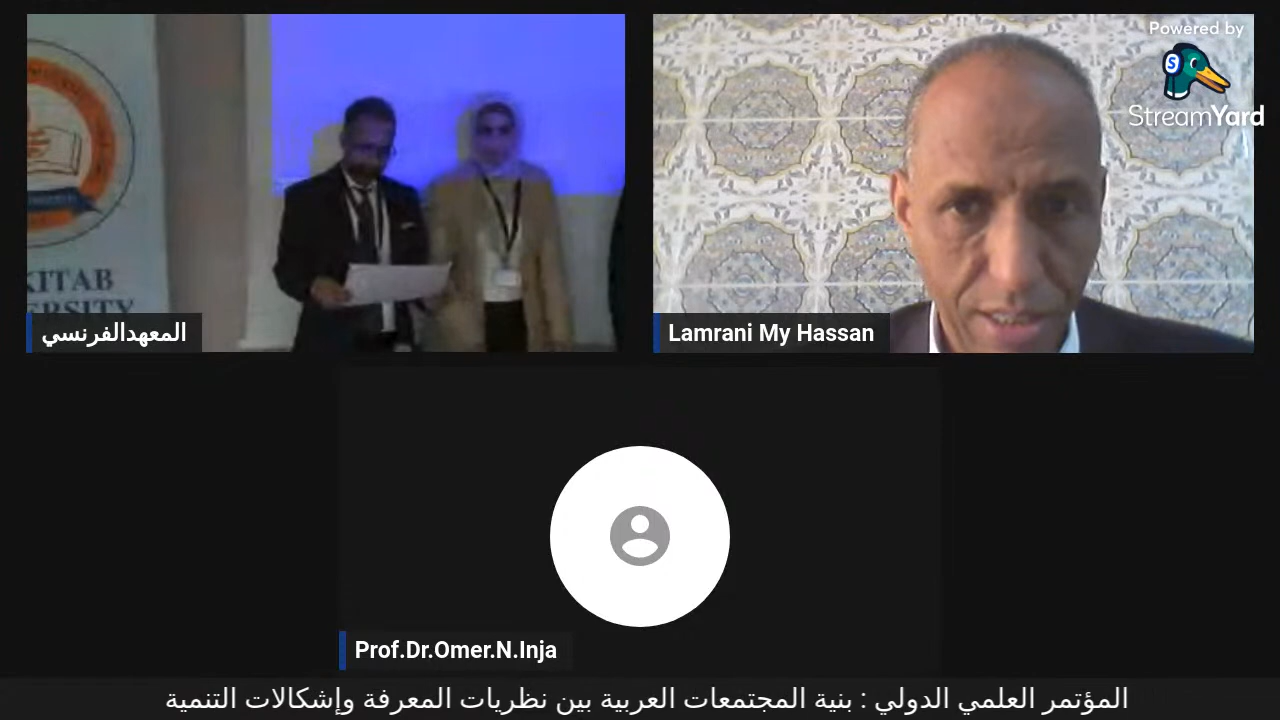 Powered by
StreamYard
KITAB
المعهدالفرنسي
Lamrani My Hassan
Prof.Dr.Omer.N.Inja
المؤتمر العلمي الدولي : بنية المجتمعات العربية بين نظريات المعرفة وإشكالات التنمية